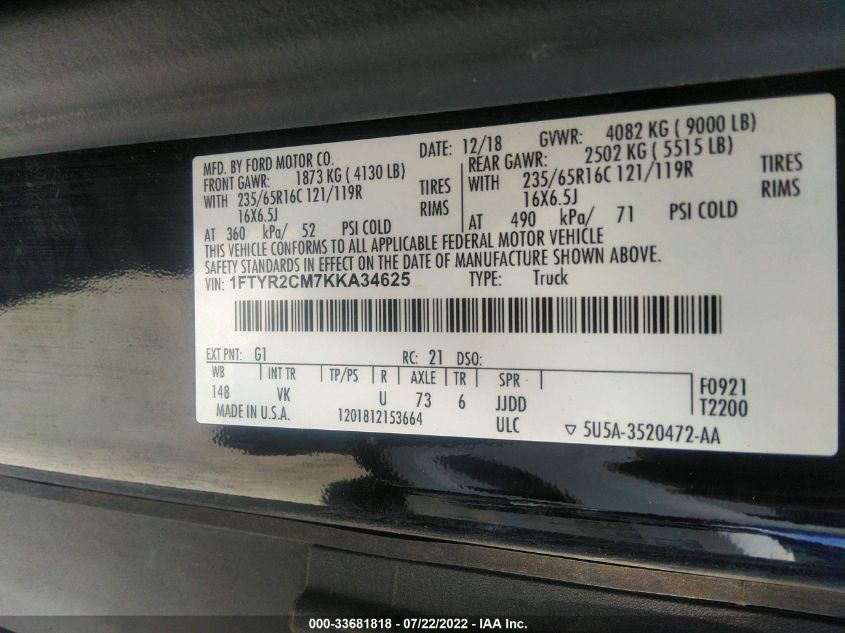 MFD. BY FORD MOTOR CO.
DATE: 12/18 GVWR: 4082 KG ( 9000 LB)
FRONT GAWR: 1873 KG ( 4130 LB)
REAR GAWR: 2502 KG ( 5515 LB)
WITH 235/65R16C 121/119R TIRES
WITH 235/65R16C 121/119R TIRES
16X6.5J RIMS
16X6.5J RIMS
AT 360 kPa/ 52 PSI COLD
AT 490 kPa/ 71 PSI COLD
THIS VEHICLE CONFORMS TO ALL APPLICABLE FEDERAL MOTOR VEHICLE
SAFETY STANDARDS IN EFFECT ON THE DATE OF MANUFACTURE SHOWN ABOVE.
VIN: 1FTYR2CM7KKA34625 TYPE: Truck
EXT PNT: G1 RC: 21 DSO:
WB INT TR TP/PS R AXLE TR SPR
148 VK U 73 6 JJDD
F0921
T2200
MADE IN U.S.A. 1201812153664 ULC ▽ 5U5A-3520472-AA
000-33681818 - 07/22/2022 - IAA Inc.